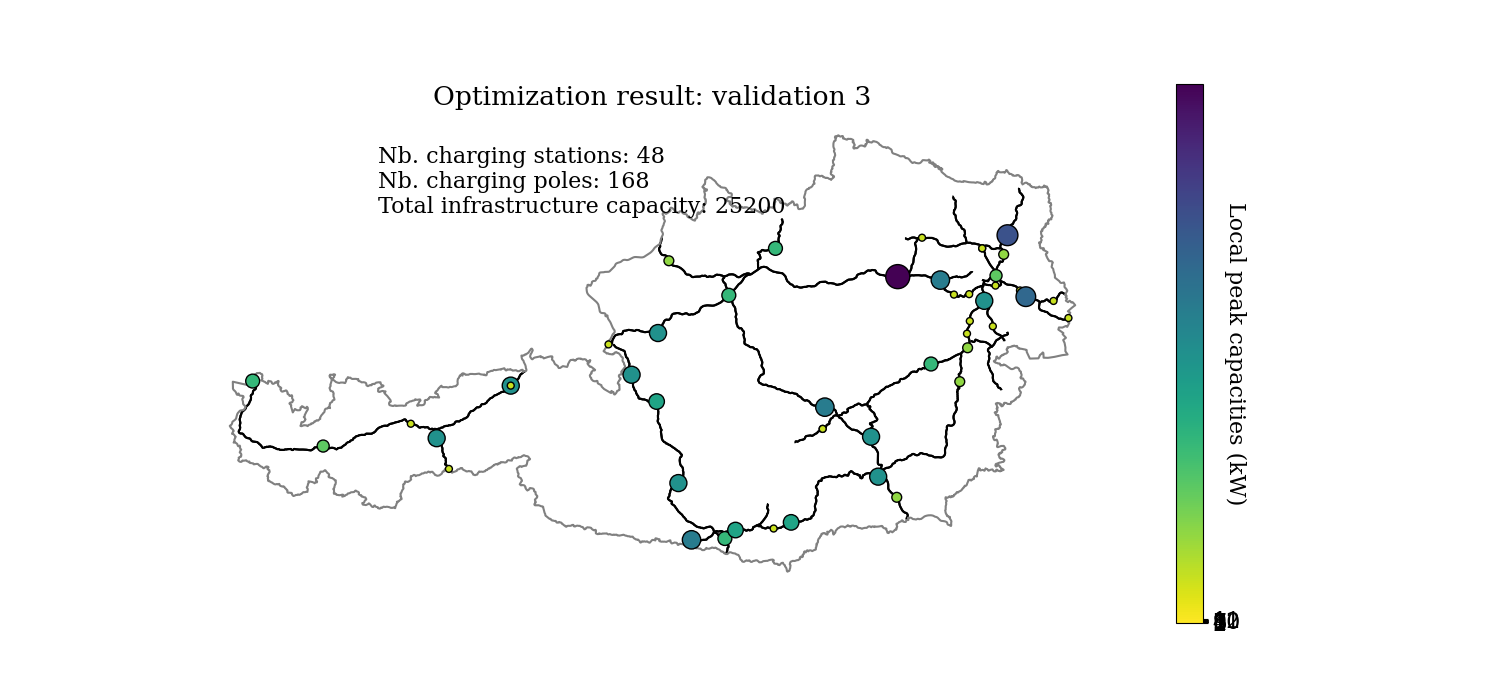 Optimization result: validation 3
Nb. charging stations: 48
Nb. charging poles: 168
Total infrastructure capacity: 25200
Local peak capacities (kW)